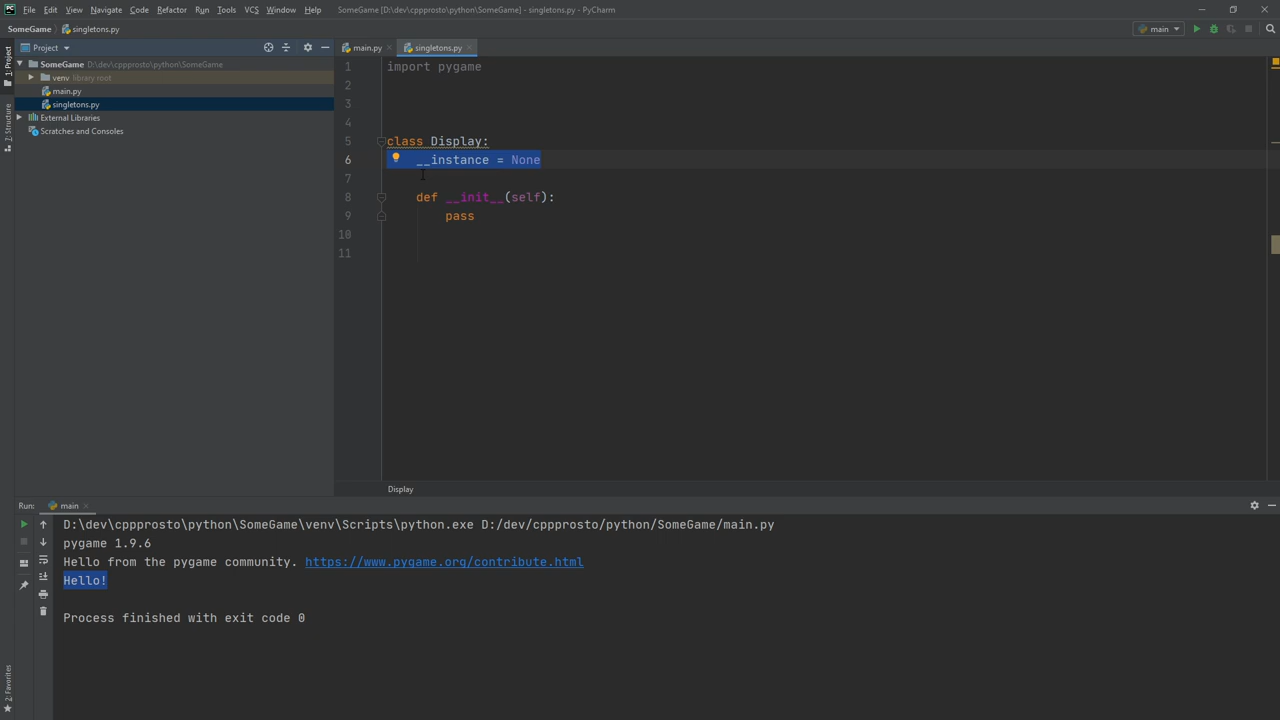 PC File Edit View Navigate Code Refactor Run Tools VCS Window Help SomeGame [D:\dev\cppprosto\python\SomeGame] - singletons.py - PyCharm
SomeGame singletons.py main
1: Project
7: Structure
2: Favorites
Project
SomeGame D:\dev\cppprosto\python\SomeGame
venv library root
main.py
singletons.py
External Libraries
Scratches and Consoles
main.py singletons.py
1 import pygame
2
3
4
5 class Display:
6 __instance = None
7
8 def __init__(self):
9 pass
10
11
Display
Run: main
D:\dev\cppprosto\python\SomeGame\venv\Scripts\python.exe D:/dev/cppprosto/python/SomeGame/main.py
pygame 1.9.6
Hello from the pygame community. https://www.pygame.org/contribute.html
Hello!
Process finished with exit code 0